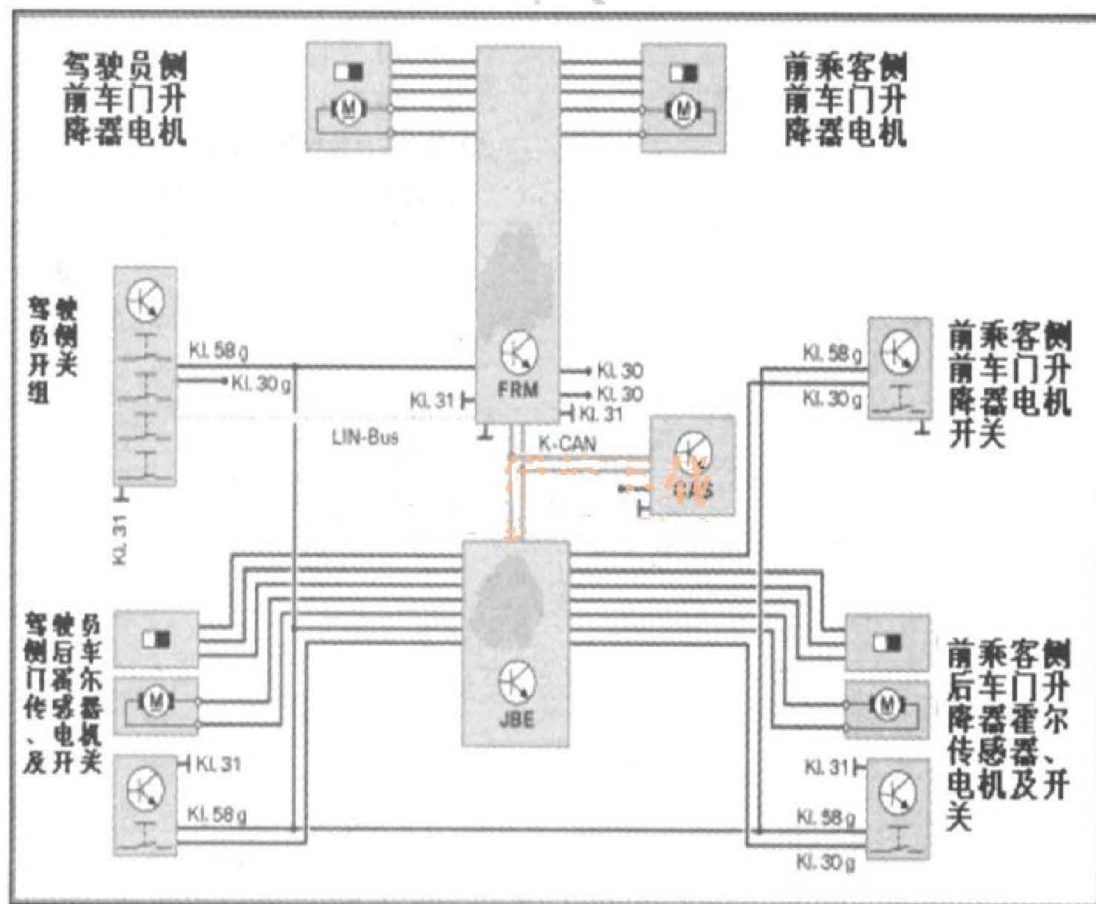 驾驶员侧
前车门升
降器电机
M
M
前乘客侧
前车门升
降器电机
驾驶
员侧
开关
组
Kl. 58 g
Kl. 30 g
LIN-Bus
Kl. 31
Kl. 31
FRM
Kl. 30
Kl. 30
Kl. 31
K-CAN
CAS
Kl. 58 g
Kl. 30 g
前乘客侧
前车门升
降器电机
开关
驾驶员
侧后车
门霍尔
传感器
、电机
及开关
M
Kl. 31
Kl. 58 g
JBE
M
Kl. 31
Kl. 58 g
Kl. 30 g
前乘客侧
后车门升
降器霍尔
传感器、
电机及开
关